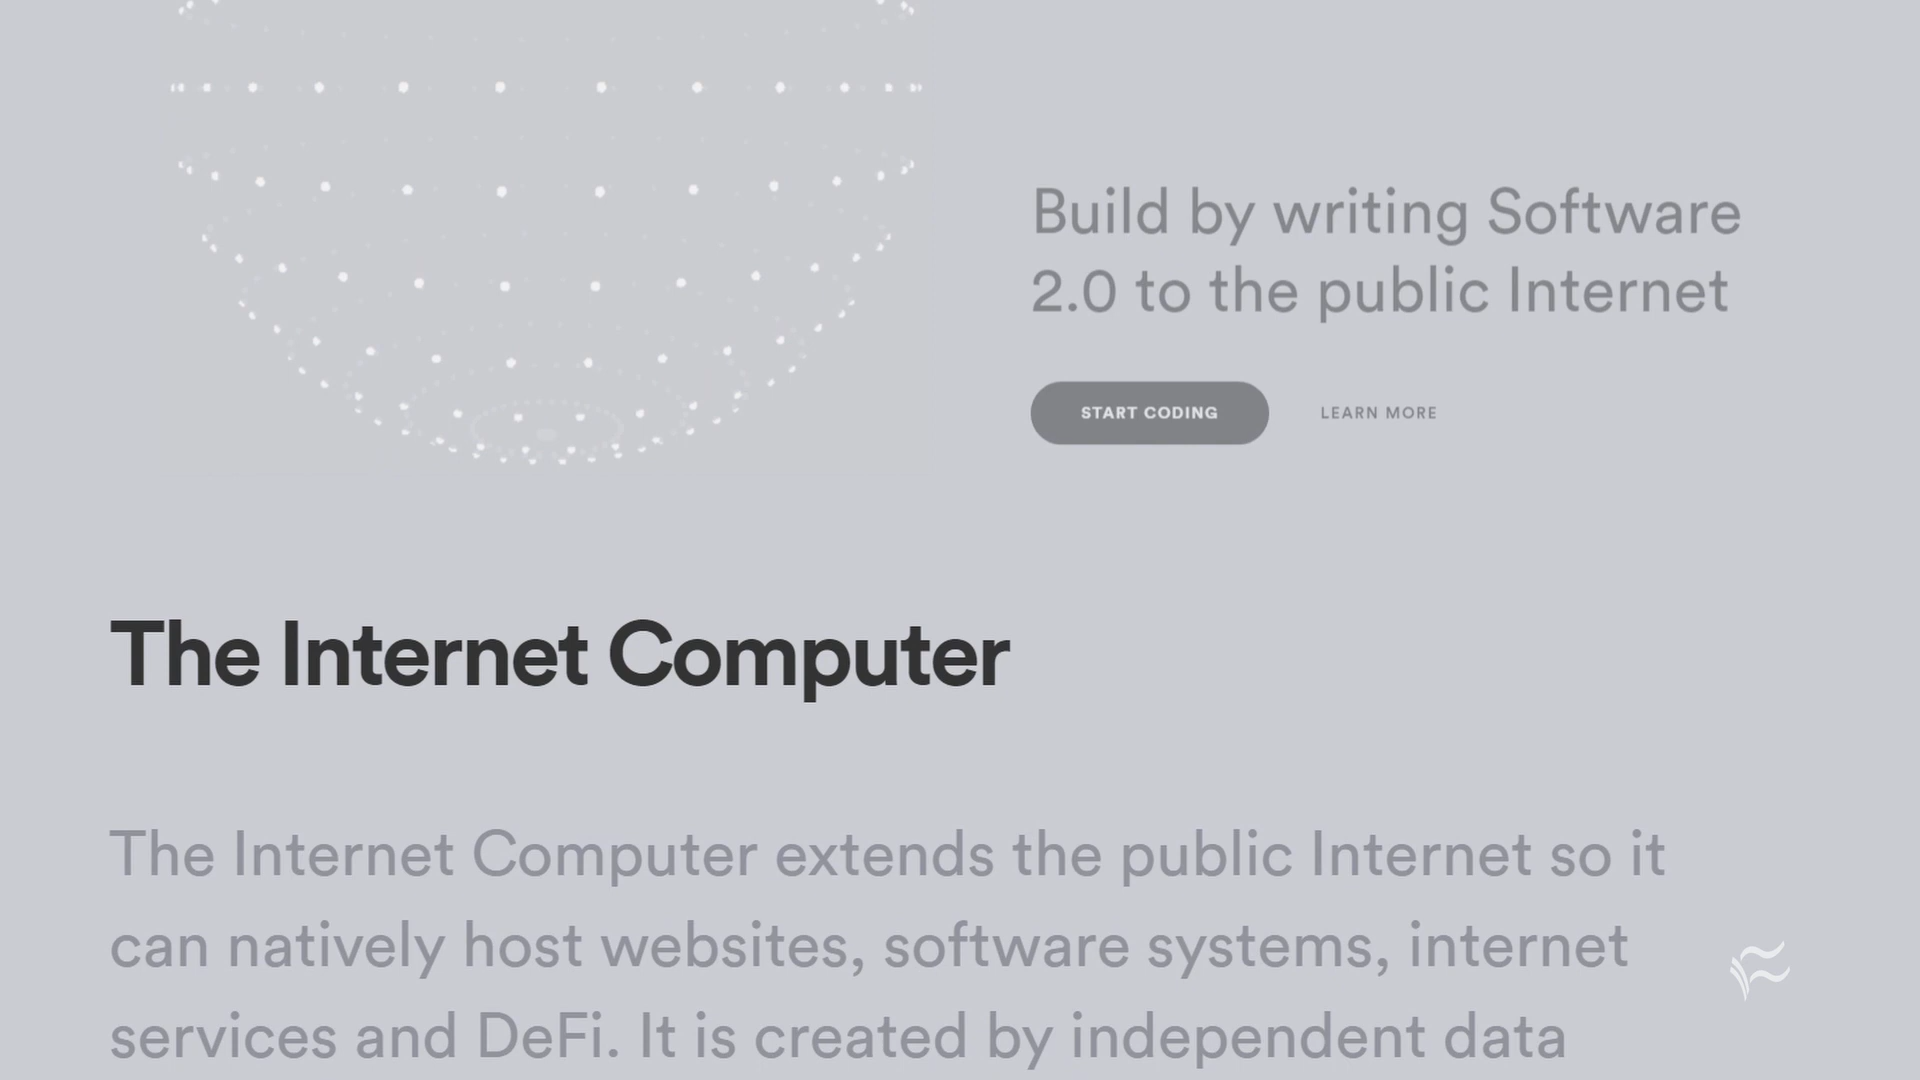 Build by writing Software
2.0 to the public Internet
START CODING
LEARN MORE
The Internet Computer
The Internet Computer extends the public Internet so it
can natively host websites, software systems, internet
services and DeFi. It is created by independent data